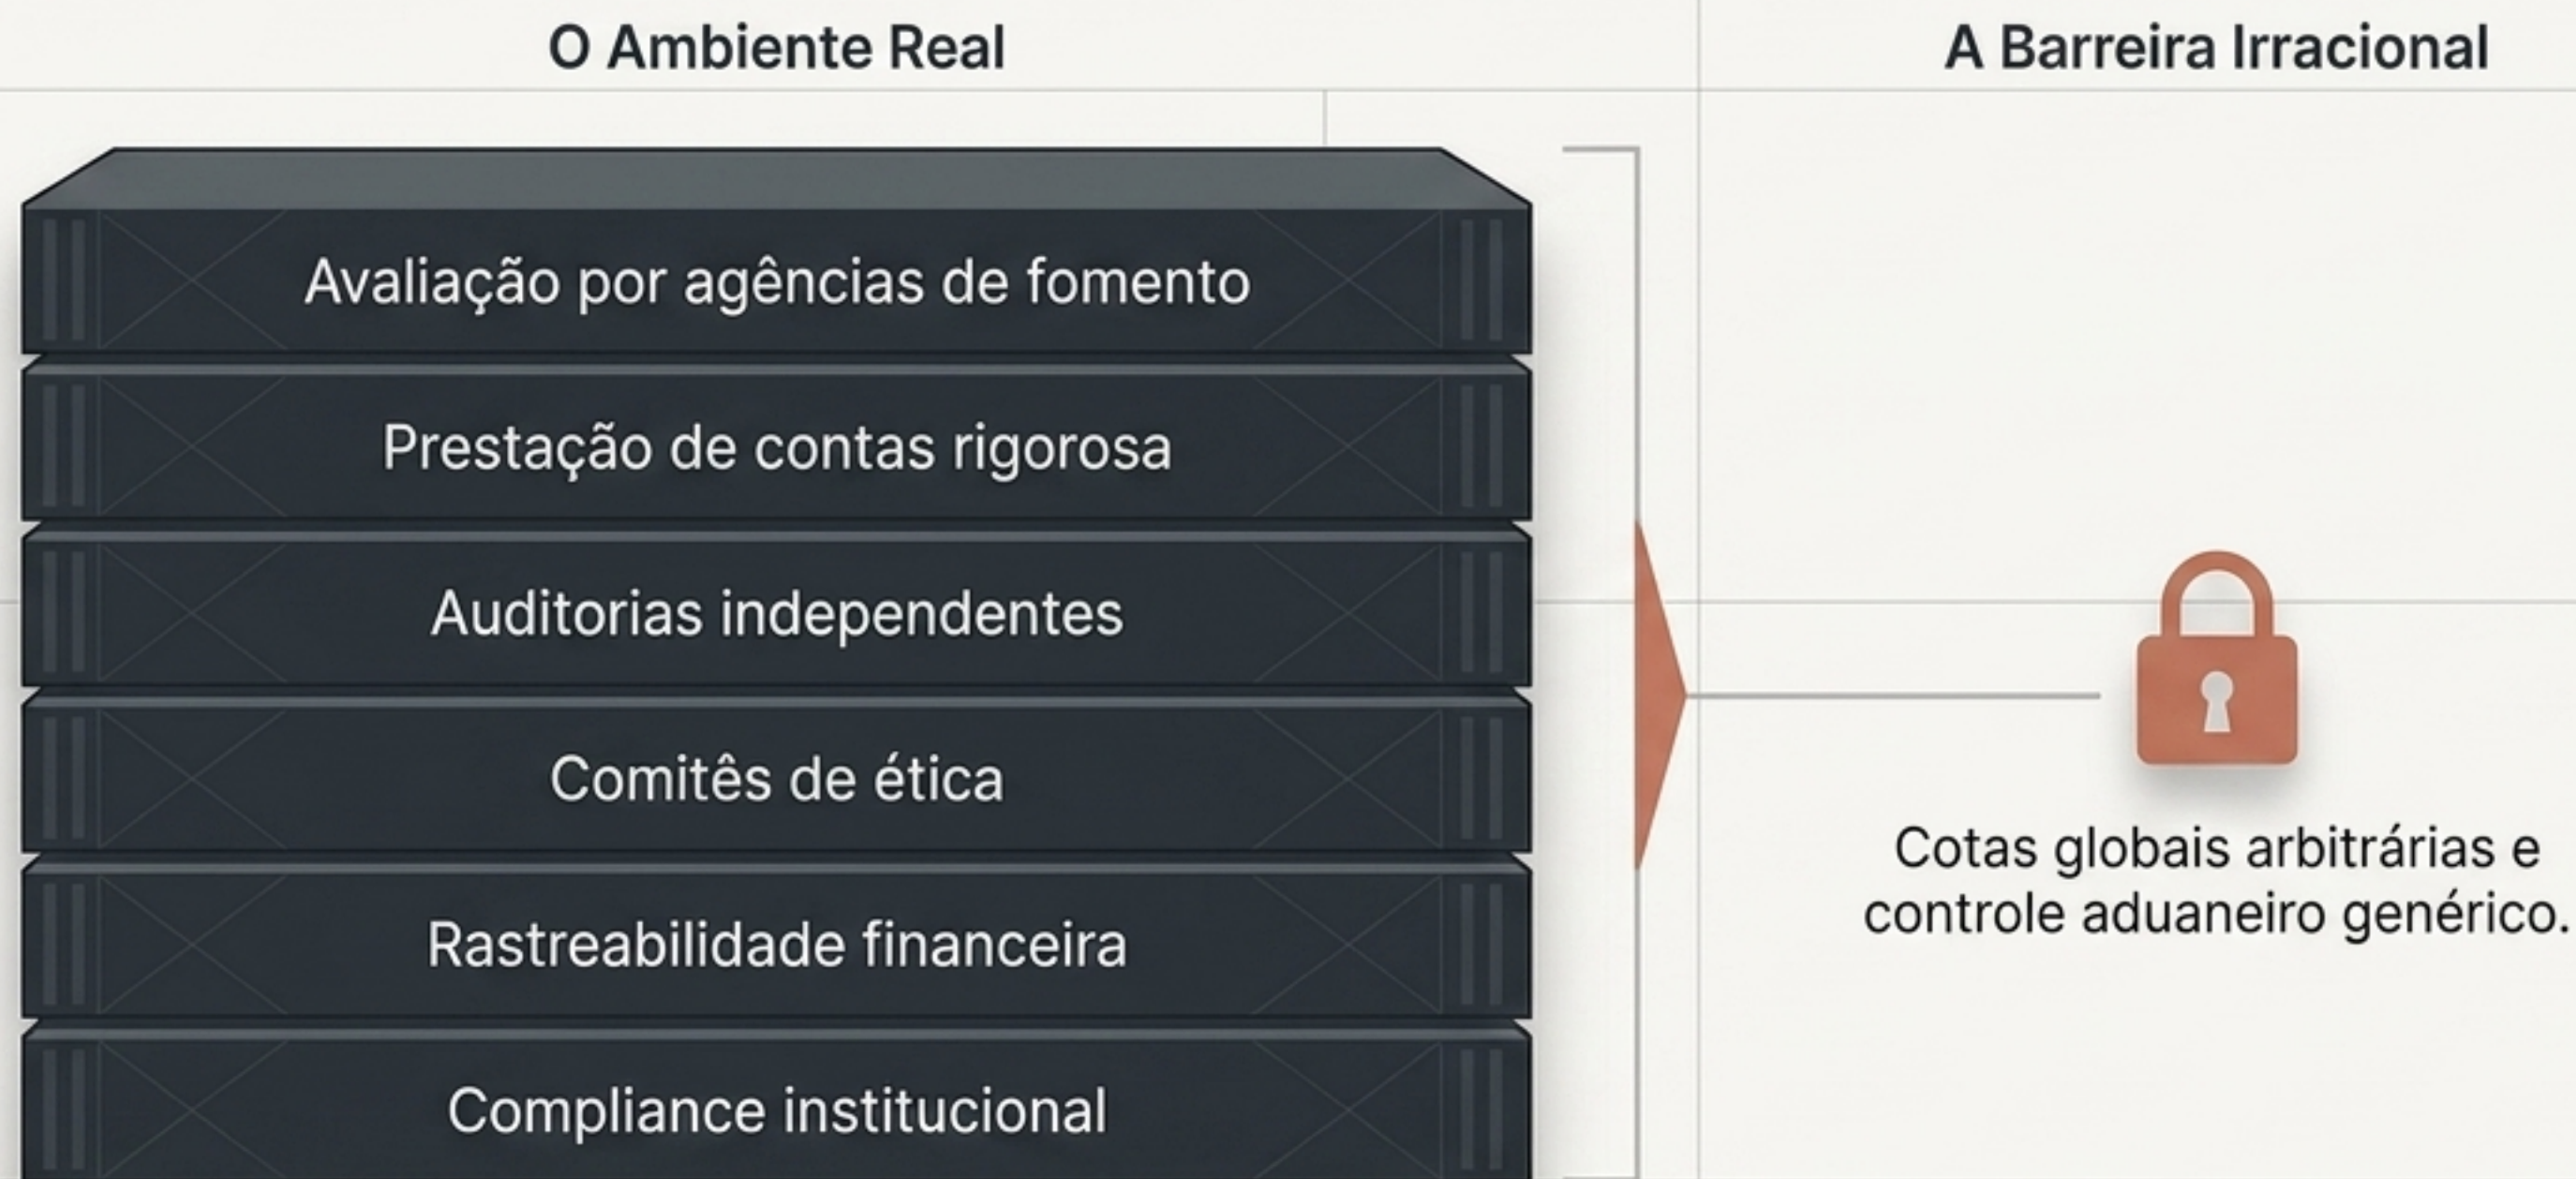 O Ambiente Real
A Barreira Irracional
Avaliação por agências de fomento
Prestação de contas rigorosa
Auditorias independentes
Comitês de ética
Rastreabilidade financeira
Compliance institucional
Cotas globais arbitrárias e
controle aduaneiro genérico.